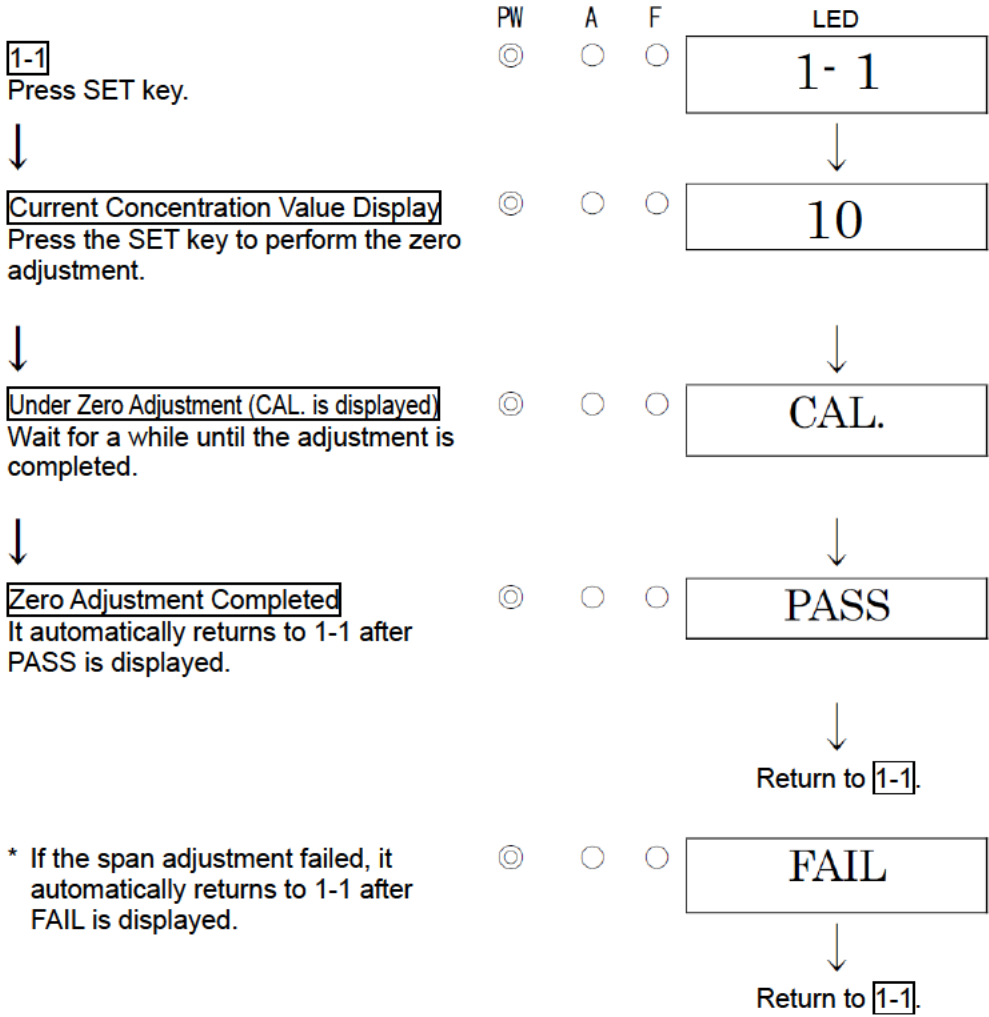 PW A F LED
1-1
Press SET key.
1- 1
Current Concentration Value Display
Press the SET key to perform the zero
adjustment.
10
Under Zero Adjustment (CAL. is displayed)
Wait for a while until the adjustment is
completed.
CAL.
Zero Adjustment Completed
It automatically returns to 1-1 after
PASS is displayed.
PASS
Return to 1-1.
* If the span adjustment failed, it
automatically returns to 1-1 after
FAIL is displayed.
FAIL
Return to 1-1.